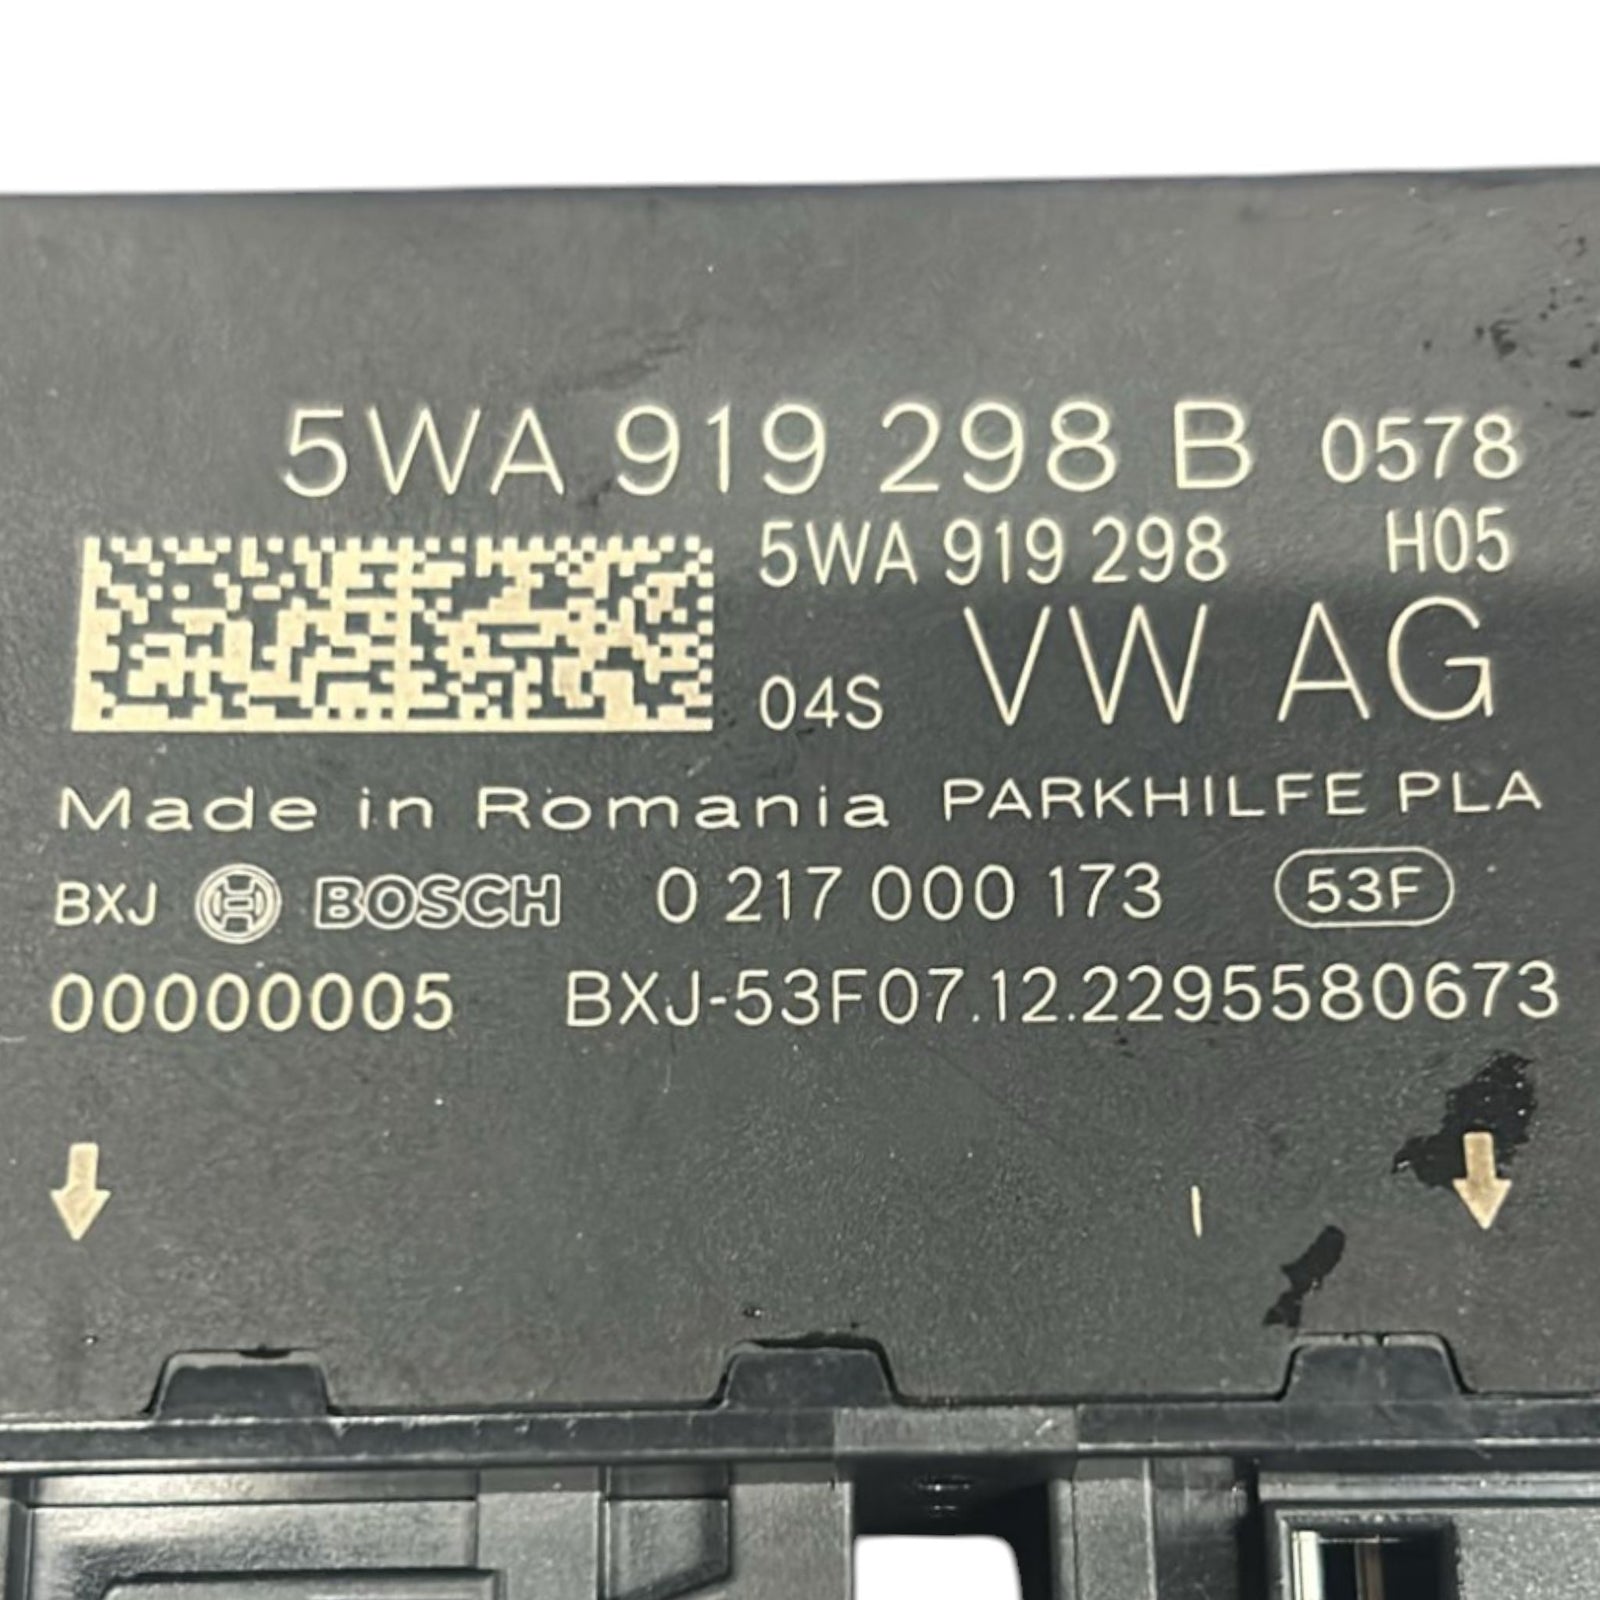 5WA 919 298 B 0578
5WA 919 298 H05
04S VW AG
Made in Romania PARKHILFE PLA
BXJ BOSCH 0 217 000 173 53F
00000005 BXJ-53F07.12.2295580673